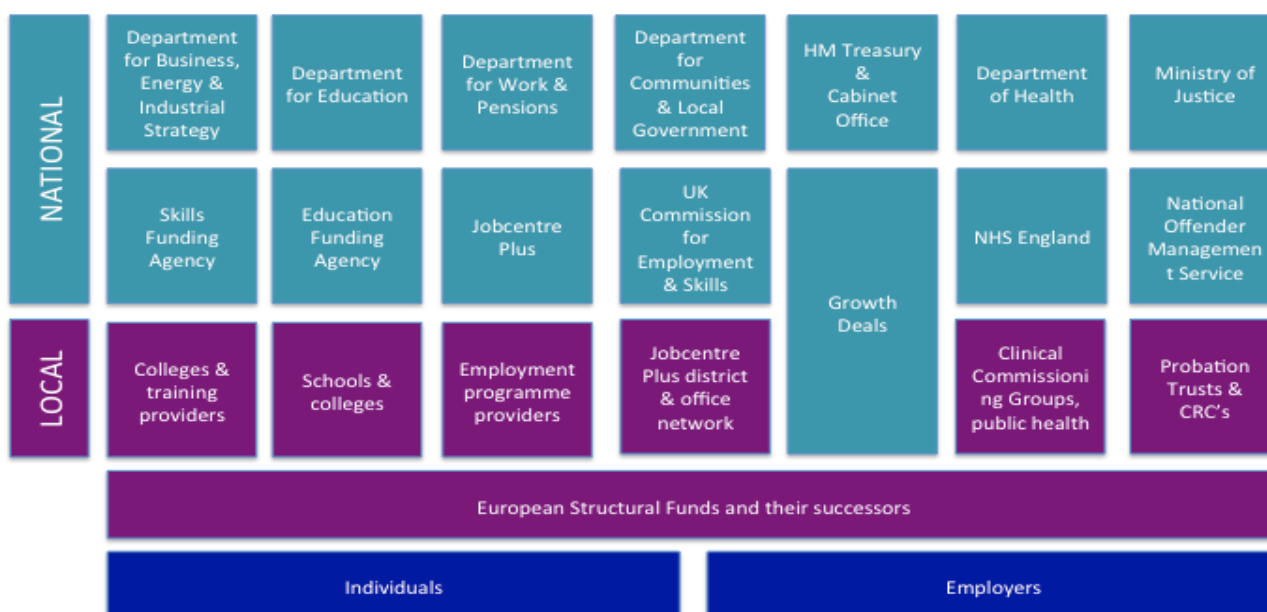 NATIONAL
Department
for Business,
Energy &
Industrial
Strategy
Department
for Education
Department
for Work &
Pensions
Department
for
Communities
& Local
Government
HM Treasury
&
Cabinet
Office
Department
of Health
Ministry of
Justice
Skills
Funding
Agency
Education
Funding
Agency
Jobcentre
Plus
UK
Commission
for
Employment
& Skills
Growth
Deals
NHS England
National
Offender
Managemen
t Service
LOCAL
Colleges &
training
providers
Schools &
colleges
Employment
programme
providers
Jobcentre
Plus district
& office
network
Clinical
Commissioni
ng Groups,
public health
Probation
Trusts &
CRC's
European Structural Funds and their successors
Individuals
Employers